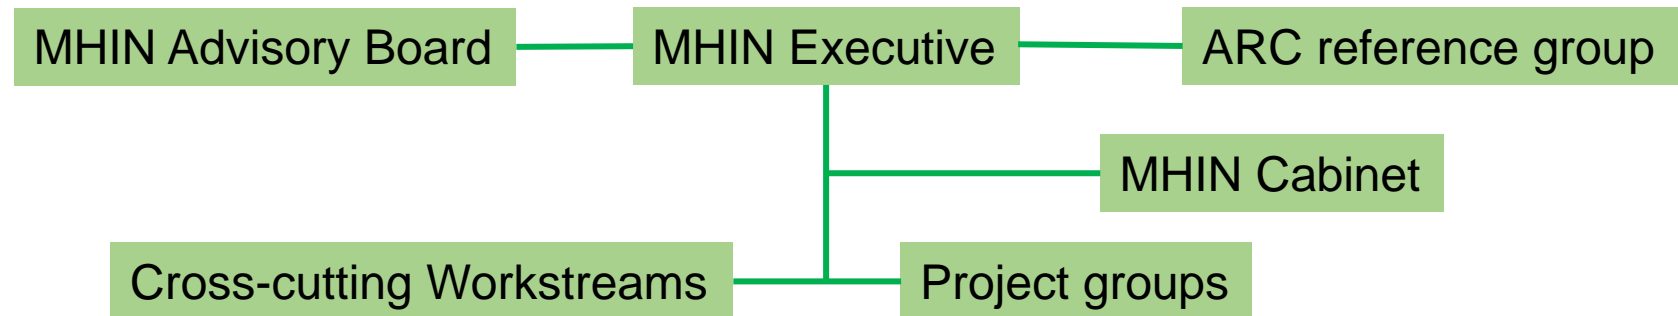 MHIN Advisory Board
MHIN Executive
ARC reference group
MHIN Cabinet
Cross-cutting Workstreams
Project groups